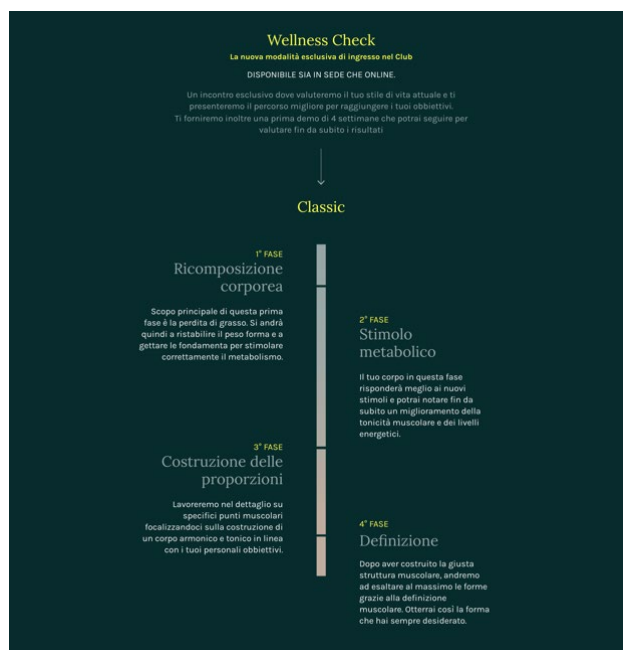 Wellness Check
La nuova modalità esclusiva di ingresso nel Club
DISPONIBILE SIA IN SEDE CHE ONLINE.
Un incontro esclusivo dove valuteremo il tuo stile di vita attuale e ti
presenteremo il percorso migliore per raggiungere i tuoi obbiettivi.
Ti forniremo inoltre una prima demo di 4 settimane che potrai seguire per
valutare fin da subito i risultati
Classic
1° FASE
Ricomposizione
corporea
Scopo principale di questa prima
fase é la perdita di grasso. Si andrà
quindi a ristabilire il peso forma e a
gettare le fondamenta per stimolare
correttamente il metabolismo.
2° FASE
Stimolo
metabolico
Il tuo corpo in questa fase
risponderà meglio ai nuovi
stimoli e potrai notare fin da
subito un miglioramento della
tonicità muscolare e dei livelli
energetici.
3° FASE
Costruzione delle
proporzioni
Lavoreremo nel dettaglio su
specifici punti muscolari
focalizzandoci sulla costruzione di
un corpo armonico e tonico in linea
con i tuoi personali obbiettivi.
4° FASE
Definizione
Dopo aver costruito la giusta
struttura muscolare, andremo
ad esaltare al massimo le forme
grazie alla definizione
muscolare. Otterrai così la forma
che hai sempre desiderato.